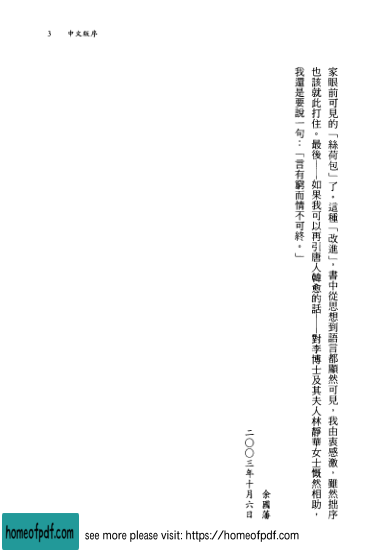 3 中文版序
家眼前可見的「絲荷包」了。這種「改進」，書中從思想到語言都顯然可見，我由衷感激，雖然拙序
也該就此打住。最後——如果我可以再引唐人韓愈的話——對李博士及其夫人林靜華女士慨然相助，
我還是要說一句：「言有窮而情不可終。」
余國藩
二〇〇三年十月六日
homeofpdf.com
see more please visit: https://homeofpdf.com